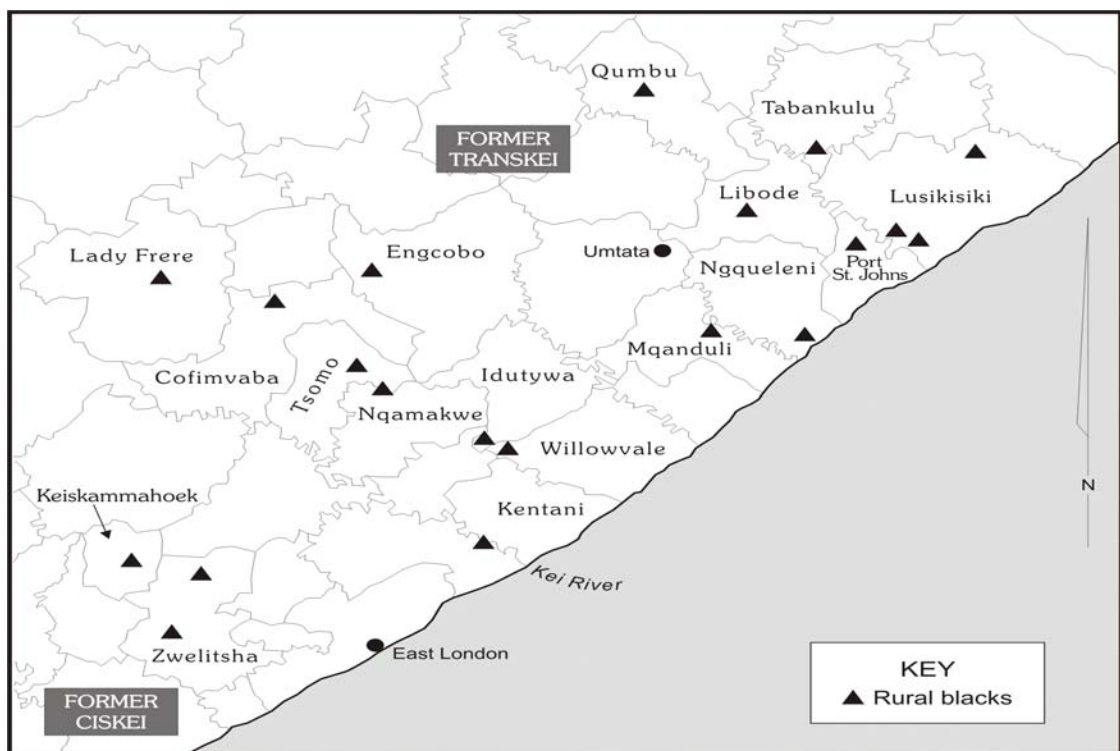 Qumbu
Tabankulu
FORMER
TRANSKEI
Libode
Lusikisiki
Lady Frere
Engcobo
Umtata
Ngqueleni
Port
St. Johns
Mqanduli
Cofimvaba
Tsomo
Idutywa
Nqamakwe
Willowvale
Keiskammahoek
Kentani
N
Kei River
Zwelitsha
East London
FORMER
CISKEI
KEY
Rural blacks